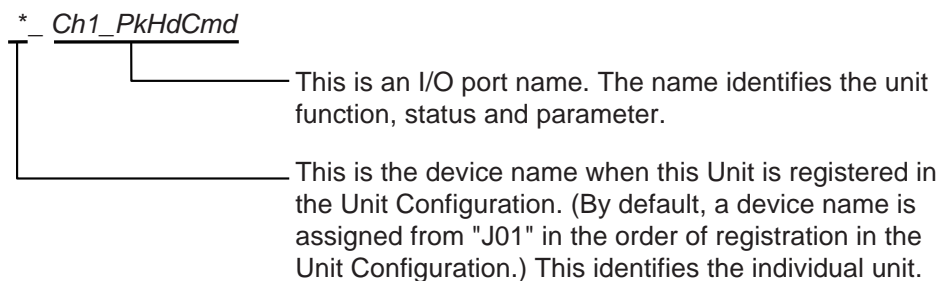 *_ Ch1_PkHdCmd
This is an I/O port name. The name identifies the unit
function, status and parameter.
This is the device name when this Unit is registered in
the Unit Configuration. (By default, a device name is
assigned from "J01" in the order of registration in the
Unit Configuration.) This identifies the individual unit.